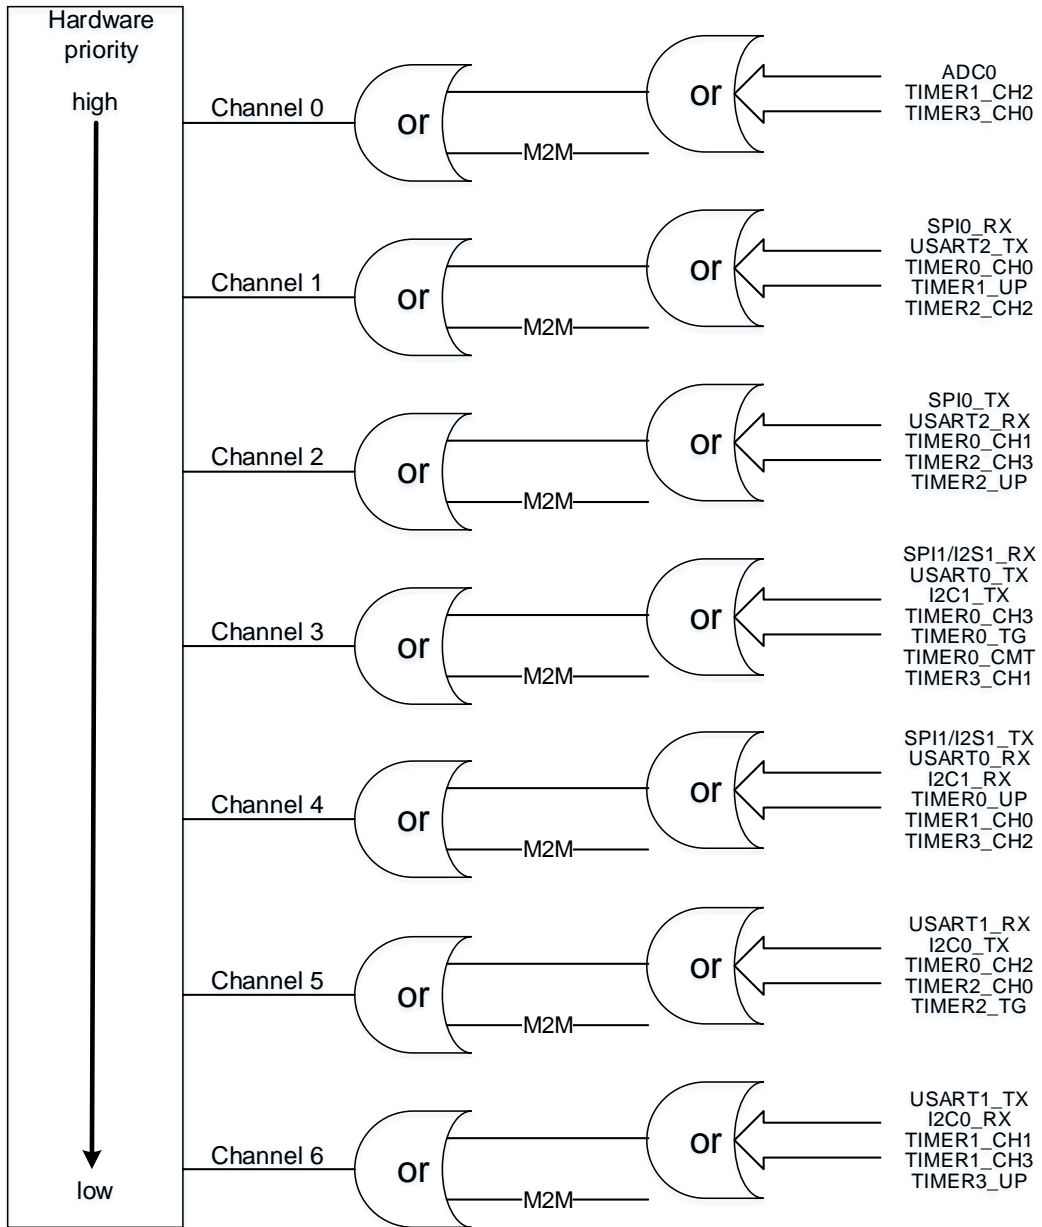 Hardware
priority
high
Channel 0
or
or
M2M
ADC0
TIMER1_CH2
TIMER3_CH0
Channel 1
or
or
M2M
SPI0_RX
USART2_TX
TIMER0_CH0
TIMER1_UP
TIMER2_CH2
Channel 2
or
or
M2M
SPI0_TX
USART2_RX
TIMER0_CH1
TIMER2_CH3
TIMER2_UP
Channel 3
or
or
M2M
SPI1/I2S1_RX
USART0_TX
I2C1_TX
TIMER0_CH3
TIMER0_TG
TIMER0_CMT
TIMER3_CH1
Channel 4
or
or
M2M
SPI1/I2S1_TX
USART0_RX
I2C1_RX
TIMER0_UP
TIMER1_CH0
TIMER3_CH2
Channel 5
or
or
M2M
USART1_RX
I2C0_TX
TIMER0_CH2
TIMER2_CH0
TIMER2_TG
Channel 6
or
or
M2M
USART1_TX
I2C0_RX
TIMER1_CH1
TIMER1_CH3
TIMER3_UP
low